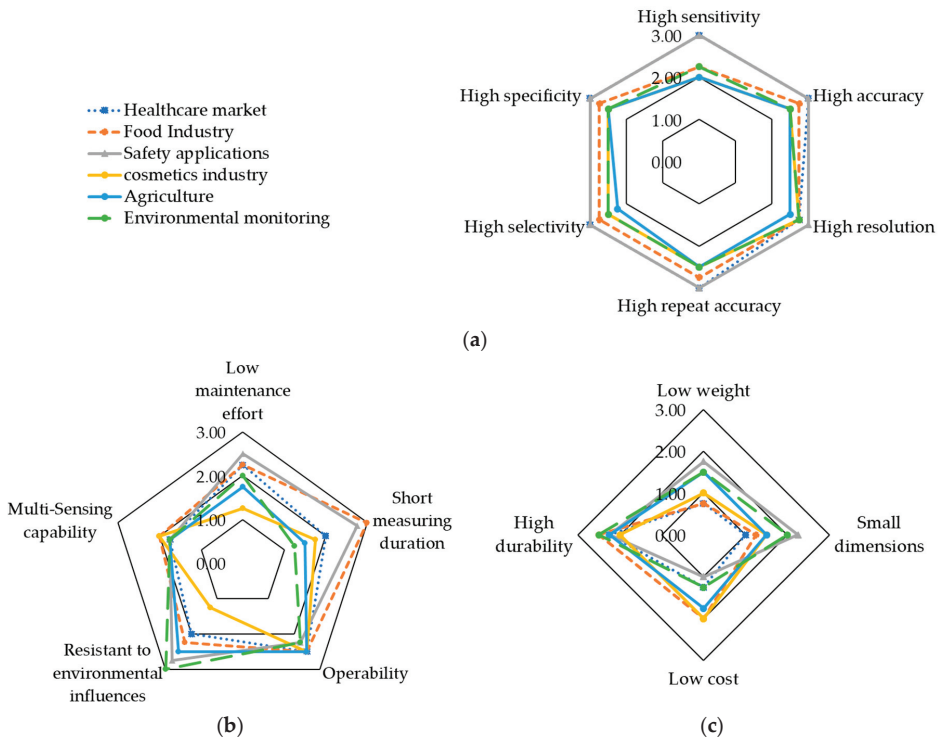 High sensitivity
3.00
Healthcare market
Food Industry
Safety applications
cosmetics industry
Agriculture
Environmental monitoring
High specificity
2.00
High accuracy
1.00
0.00
High selectivity
High resolution
High repeat accuracy
(a)
Low
maintenance
effort
3.00
Multi-Sensing
capability
2.00
Short
measuring
duration
1.00
0.00
Resistant to
environmental
influences
Operability
(b)
Low weight
3.00
2.00
High
durability
1.00
0.00
Small
dimensions
Low cost
(c)